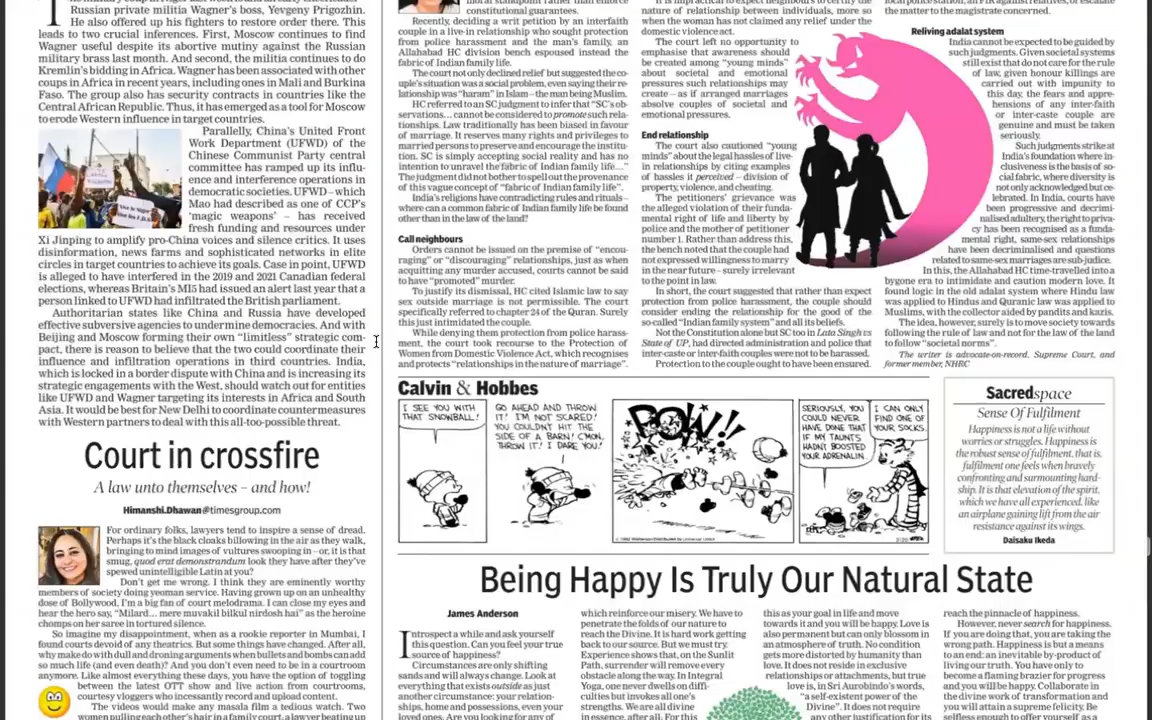 Russian private militia Wagner's boss, Yevgeny Prigozhin.
He also offered up his fighters to restore order there. This
leads to two crucial inferences. First, Moscow continues to find
Wagner useful despite its abortive mutiny against the Russian
military brass last month. And second, the militia continues to do
Kremlin's bidding in Africa. Wagner has been associated with other
coups in Africa in recent years, including ones in Mali and Burkina
Faso. The group also has security contracts in countries like the
Central African Republic. Thus, it has emerged as a tool for Moscow
to erode Western influence in target countries.
Parallelly, China's United Front
Work Department (UFWD) of the
Chinese Communist Party central
committee has ramped up its influ-
ence and interference operations in
democratic societies. UFWD – which
Mao had described as one of CCP's
'magic weapons' – has received
fresh funding and resources under
Xi Jinping to amplify pro-China voices and silence critics. It uses
disinformation, news farms and sophisticated networks in elite
circles in target countries to achieve its goals. Case in point, UFWD
is alleged to have interfered in the 2019 and 2021 Canadian federal
elections, whereas Britain's MI5 had issued an alert last year that a
person linked to UFWD had infiltrated the British parliament.
Authoritarian states like China and Russia have developed
effective subversive agencies to undermine democracies. And with
Beijing and Moscow forming their own "limitless" strategic com-
pact, there is reason to believe that the two could coordinate their
influence and infiltration operations in third countries. India,
which is locked in a border dispute with China and is increasing its
strategic engagements with the West, should watch out for entities
like UFWD and Wagner targeting its interests in Africa and South
Asia. It would be best for New Delhi to coordinate countermeasures
with Western partners to deal with this all-too-possible threat.
Court in crossfire
A law unto themselves – and how!
Himanshi.Dhawan@timesgroup.com
For ordinary folks, lawyers tend to inspire a sense of dread.
Perhaps it's the black cloaks billowing in the air as they walk,
bringing to mind images of vultures swooping in – or, it is that
smug, quod erat demonstrandum look they have after they've
spewed unintelligible Latin at you?
Don't get me wrong. I think they are eminently worthy
members of society doing yeoman service. Having grown up on an unhealthy
dose of Bollywood, I'm a big fan of court melodrama. I can close my eyes and
hear the hero say, "Milard... mere muvakil bilkul nirdosh hai" as the heroine
chomps on her saree in tortured silence.
So imagine my disappointment, when as a rookie reporter in Mumbai, I
found courts devoid of any theatrics. But some things have changed. After all,
why make do with dull and droning arguments when bullets and bombs can add
so much life (and even death)? And you don't even need to be in a courtroom
anymore. Like almost everything these days, you have the option of toggling
between the latest OTT show and live action from courtrooms,
courtesy vloggers who incessantly record and upload content.
The videos would make any masala film a tedious watch. Two
women pulling each other's hair in a family court, a lawyer beating up
constitutional guarantees.
Recently, deciding a writ petition by an interfaith
couple in a live-in relationship who sought protection
from police harassment and the man's family, an
Allahabad HC division bench espoused instead the
fabric of Indian family life.
The court not only declined relief but suggested the co-
uple's situation was a social problem, even saying their re-
lationship was "haram" in Islam – the man being Muslim.
HC referred to an SC judgment to infer that "SC's ob-
servations... cannot be considered to promote such rela-
tionships. Law traditionally has been biased in favour
of marriage. It reserves many rights and privileges to
married persons to preserve and encourage the institu-
tion. SC is simply accepting social reality and has no
intention to unravel the fabric of Indian family life..."
The judgment did not bother to spell out the provenance
of this vague concept of "fabric of Indian family life".
India's religions have contradicting rules and rituals –
where can a common fabric of Indian family life be found
other than in the law of the land?
Call neighbours
Orders cannot be issued on the premise of "encou-
raging" or "discouraging" relationships, just as when
acquitting any murder accused, courts cannot be said
to have "promoted" murder.
To justify its dismissal, HC cited Islamic law to say
sex outside marriage is not permissible. The court
specifically referred to chapter 24 of the Quran. Surely
this just intimidated the couple.
While denying them protection from police harass-
ment, the court took recourse to the Protection of
Women from Domestic Violence Act, which recognises
and protects "relationships in the nature of marriage".
It is impractical to expect neighbours to certify the
nature of relationship between individuals, more so
when the woman has not claimed any relief under the
domestic violence act.
The court left no opportunity to
emphasise that awareness should
be created among "young minds"
about societal and emotional
pressures such relationships may
create – as if arranged marriages
absolve couples of societal and
emotional pressures.
End relationship
The court also cautioned "young
minds" about the legal hassles of live-
in relationships by citing examples
of hassles it perceived – division of
property, violence, and cheating.
The petitioners' grievance was
the alleged violation of their funda-
mental right of life and liberty by
police and the mother of petitioner
number 1. Rather than address this,
the bench noted that the couple had
not expressed willingness to marry
in the near future – surely irrelevant
to the point in law.
In short, the court suggested that rather than expect
protection from police harassment, the couple should
consider ending the relationship for the good of the
so-called "Indian family system" and all its beliefs.
Not the Constitution alone but SC too in Lata Singh vs
State of UP, had directed administration and police that
inter-caste or inter-faith couples were not to be harassed.
Protection to the couple ought to have been ensured.
the matter to the magistrate concerned.
Reliving adalat system
India cannot be expected to be guided by
such judgments. Given societal systems
still exist that do not care for the rule
of law, given honour killings are
carried out with impunity to
this day, the fears and appre-
hensions of any inter-faith
or inter-caste couple are
genuine and must be taken
seriously.
Such judgments strike at
India's foundation where in-
clusiveness is the basis of so-
cial fabric, where diversity is
not only acknowledged but ce-
lebrated. In India, courts have
been progressive and decrimi-
nalised adultery, the right to priva-
cy has been recognised as a funda-
mental right, same-sex relationships
have been decriminalised and questions
related to same-sex marriages are sub-judice.
In this, the Allahabad HC time-travelled into a
bygone era to intimidate and caution modern love. It
found logic in the old adalat system where Hindu law
was applied to Hindus and Quranic law was applied to
Muslims, with the collector aided by pandits and kazis.
The idea, however, surely is to move society towards
following the rule of law and not for the law of the land
to follow "societal norms".
The writer is advocate-on-record, Supreme Court, and
former member, NHRC
Calvin & Hobbes
I SEE YOU WITH
THAT SNOWBALL!
GO AHEAD AND THROW
IT! I'M NOT SCARED!
YOU COULDN'T HIT THE
SIDE OF A BARN! C'MON,
THROW IT! I DARE YOU!
POW!!
SERIOUSLY, YOU
COULD NEVER
HAVE DONE THAT
IF MY TAUNTS
HADN'T BOOSTED
YOUR ADRENALIN.
I CAN ONLY
FIND ONE OF
YOUR SOCKS.
Sacredspace
Sense Of Fulfilment
Happiness is not a life without
worries or struggles. Happiness is
the robust sense of fulfilment, that is,
fulfilment one feels when bravely
confronting and surmounting hard-
ship. It is that elevation of the spirit,
which we have all experienced, like
an airplane gaining lift from the air
resistance against its wings.
Daisaku Ikeda
Being Happy Is Truly Our Natural State
James Anderson
Introspect a while and ask yourself
this question. Can you feel your true
source of happiness?
Circumstances are only shifting
sands and will always change. Look at
everything that exists outside as just
another circumstance: your relation-
ships, home and possessions, even your
loved ones. Are you looking for any of
which reinforce our misery. We have to
penetrate the folds of our nature to
reach the Divine. It is hard work getting
back to our source. But we must try.
Experience shows that, on the Sunlit
Path, surrender will remove every
obstacle along the way. In Integral
Yoga, one never dwells on diffi-
culties but invokes all one's
strengths. We are all divine
in essence, after all. For this
this as your goal in life and move
towards it and you will be happy. Love is
also permanent but can only blossom in
an atmosphere of truth. No condition
gets more distorted by humanity than
love. It does not reside in exclusive
relationships or attachments, but true
love is, in Sri Aurobindo's words,
"a self-existent power of the
Divine". It does not require
any other justification for its
reach the pinnacle of happiness.
However, never search for happiness.
If you are doing that, you are taking the
wrong path. Happiness is but a means
to an end: an inevitable by-product of
living our truth. You have only to
become a flaming brazier for progress
and you will be happy. Collaborate in
the divine work of transformation and
you will attain a supreme felicity. Be
selfless enough to offer yourself as a